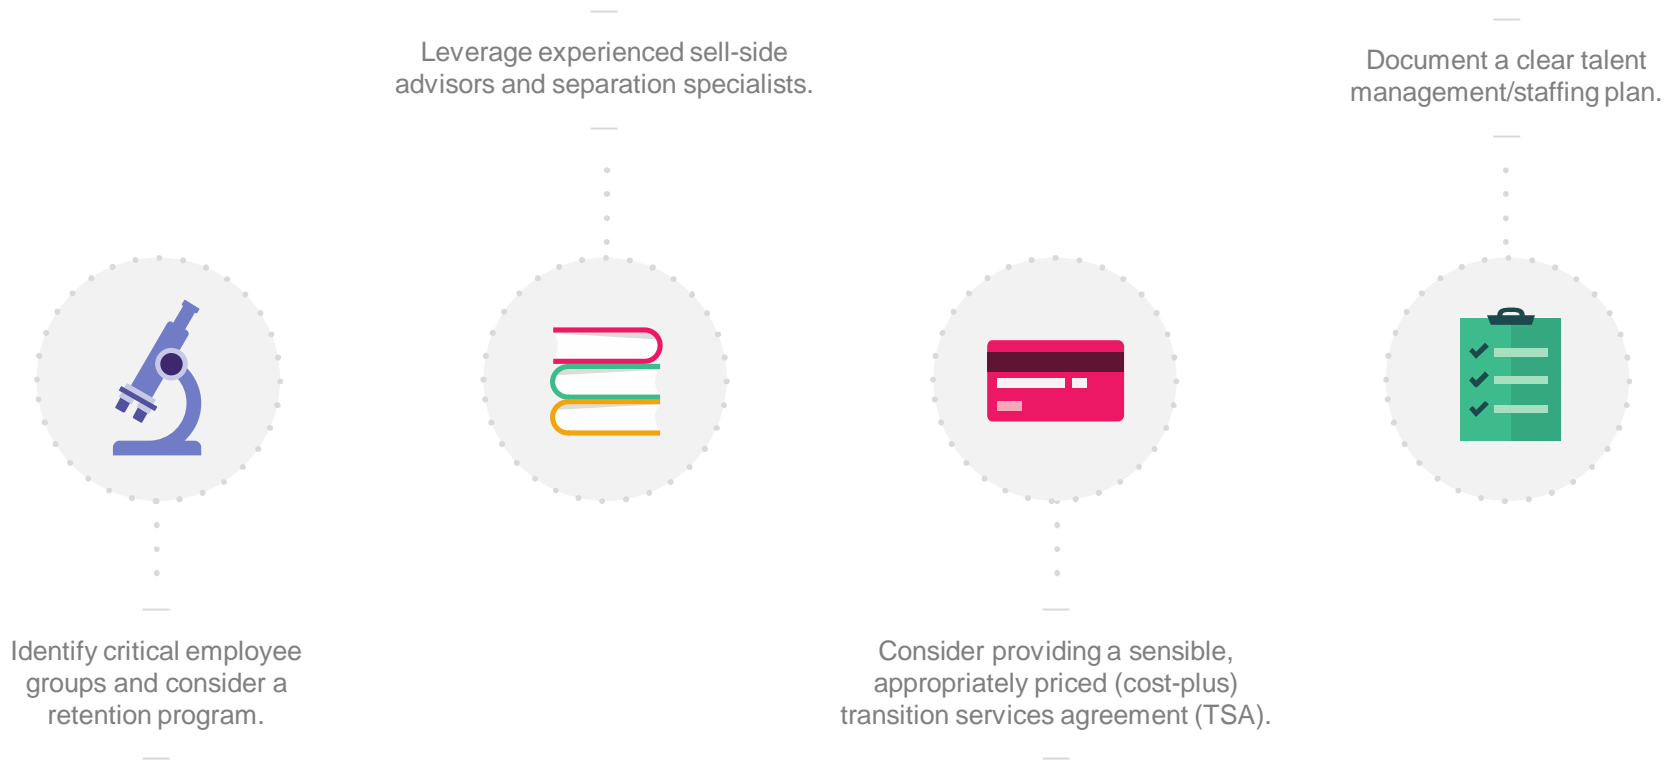 Leverage experienced sell-side
advisors and separation specialists.
Document a clear talent
management/staffing plan.
Identify critical employee
groups and consider a
retention program.
Consider providing a sensible,
appropriately priced (cost-plus)
transition services agreement (TSA).